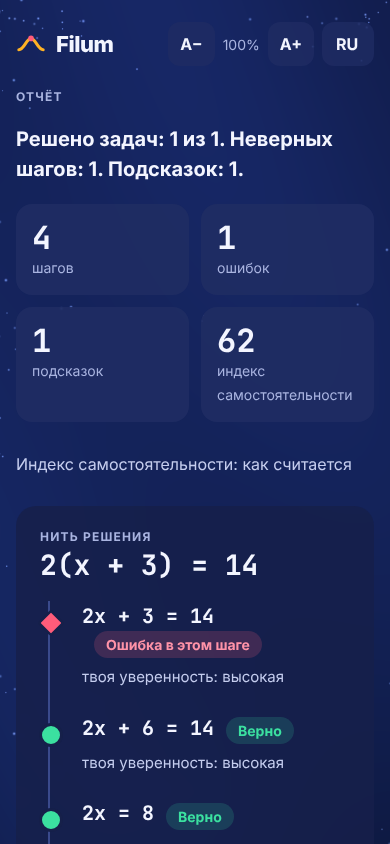 Filum
A−
100%
A+
RU
ОТЧЁТ
Решено задач: 1 из 1. Неверных
шагов: 1. Подсказок: 1.
4
шагов
1
ошибок
1
подсказок
62
индекс
самостоятельности
Индекс самостоятельности: как считается
НИТЬ РЕШЕНИЯ
2(x + 3) = 14
2x + 3 = 14
Ошибка в этом шаге
твоя уверенность: высокая
2x + 6 = 14 Верно
твоя уверенность: высокая
2x = 8 Верно